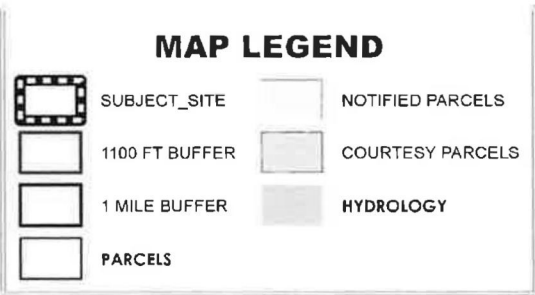 MAP LEGEND
SUBJECT_SITE
NOTIFIED PARCELS
1100 FT BUFFER
COURTESY PARCELS
1 MILE BUFFER
HYDROLOGY
PARCELS